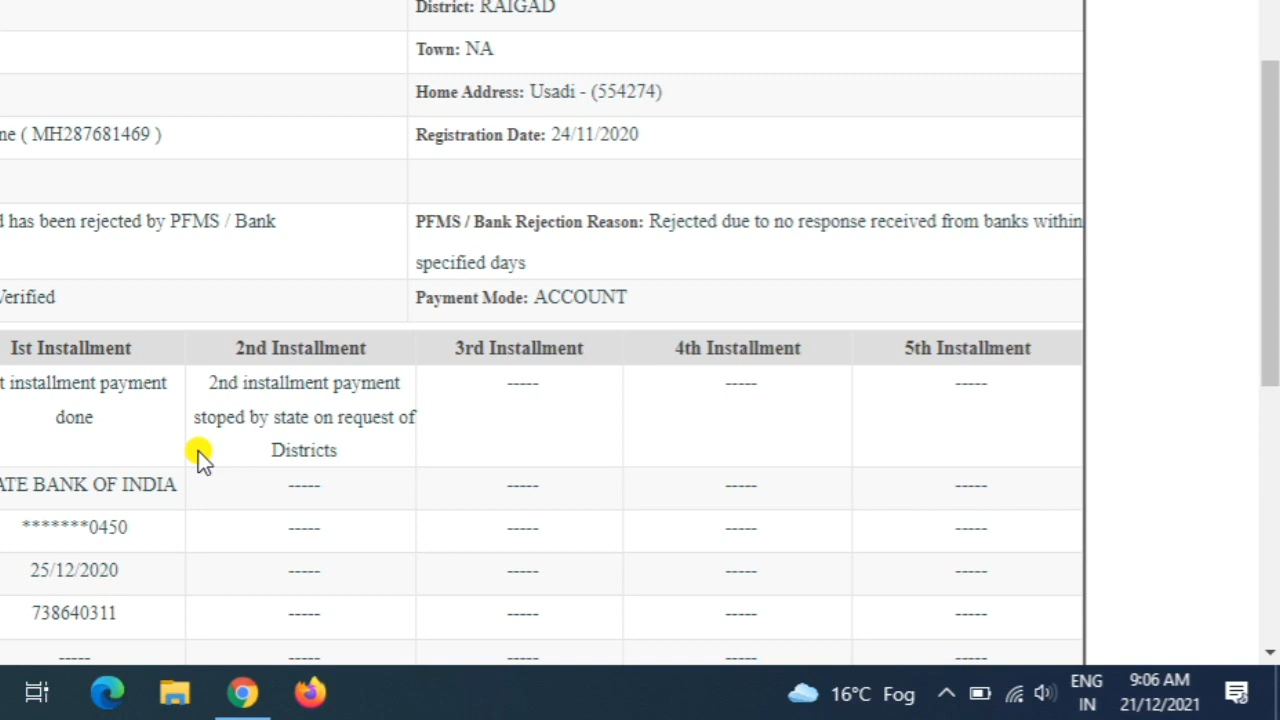 District: RAIGAD
Town: NA
Home Address: Usadi - (554274)
ne ( MH287681469 ) Registration Date: 24/11/2020
d has been rejected by PFMS / Bank PFMS / Bank Rejection Reason: Rejected due to no response received from banks within
specified days
Verified Payment Mode: ACCOUNT
Ist Installment 2nd Installment 3rd Installment 4th Installment 5th Installment
t installment payment 2nd installment payment ----- ----- -----
done stoped by state on request of
Districts
ATE BANK OF INDIA ----- ----- ----- -----
*******0450 ----- ----- ----- -----
25/12/2020 ----- ----- ----- -----
738640311 ----- ----- ----- -----
----- ----- ----- ----- -----
16°C Fog ENG 9:06 AM
IN 21/12/2021